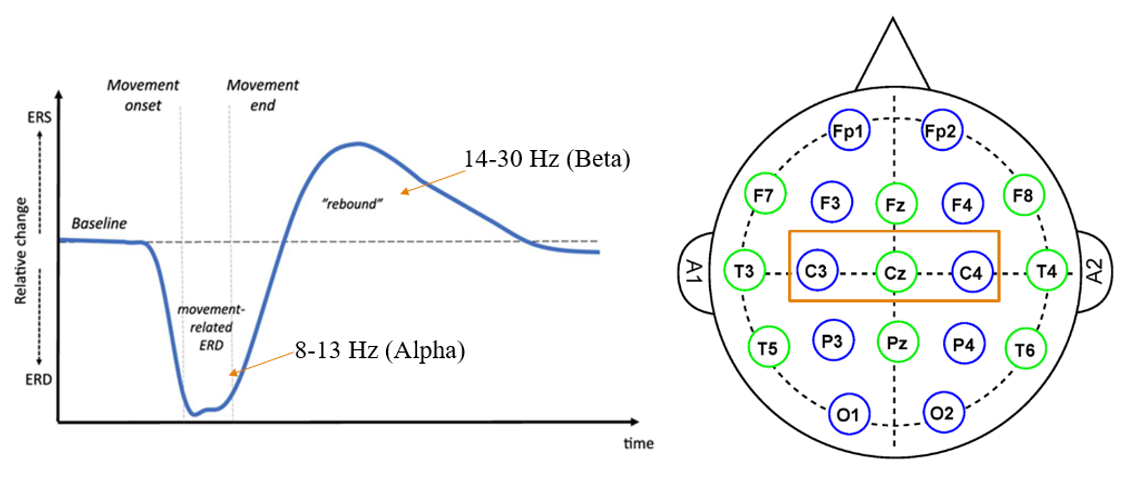 Movement
onset
Movement
end
ERS
14-30 Hz (Beta)
"rebound"
Baseline
Relative change
movement-
related
ERD
8-13 Hz (Alpha)
ERD
time
Fp1 Fp2
F7 F3 Fz F4 F8
A1 T3 C3 Cz C4 T4 A2
T5 P3 Pz P4 T6
O1 O2